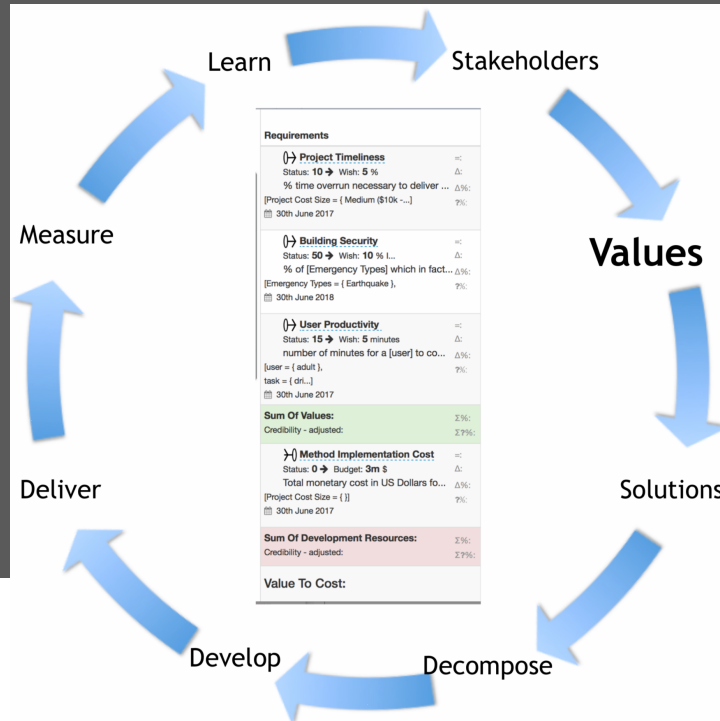 Learn
Stakeholders
Values
Solutions
Decompose
Develop
Deliver
Measure
Requirements
Project Timeliness =:
Status: 10 ➔ Wish: 5 % Δ:
% time overrun necessary to deliver ... Δ%:
[Project Cost Size = { Medium ($10k -...] ?%:
30th June 2017
Building Security =:
Status: 50 ➔ Wish: 10 % I... Δ:
% of [Emergency Types] which in fact... Δ%:
[Emergency Types = { Earthquake }, ?%:
30th June 2018
User Productivity =:
Status: 15 ➔ Wish: 5 minutes Δ:
number of minutes for a [user] to co... Δ%:
[user = { adult }, ?%:
task = { dri...]
30th June 2017
Sum Of Values: Σ%:
Credibility - adjusted: Σ?%:
Method Implementation Cost =:
Status: 0 ➔ Budget: 3m $ Δ:
Total monetary cost in US Dollars fo... Δ%:
[Project Cost Size = { }] ?%:
30th June 2017
Sum Of Development Resources: Σ%:
Credibility - adjusted: Σ?%:
Value To Cost: